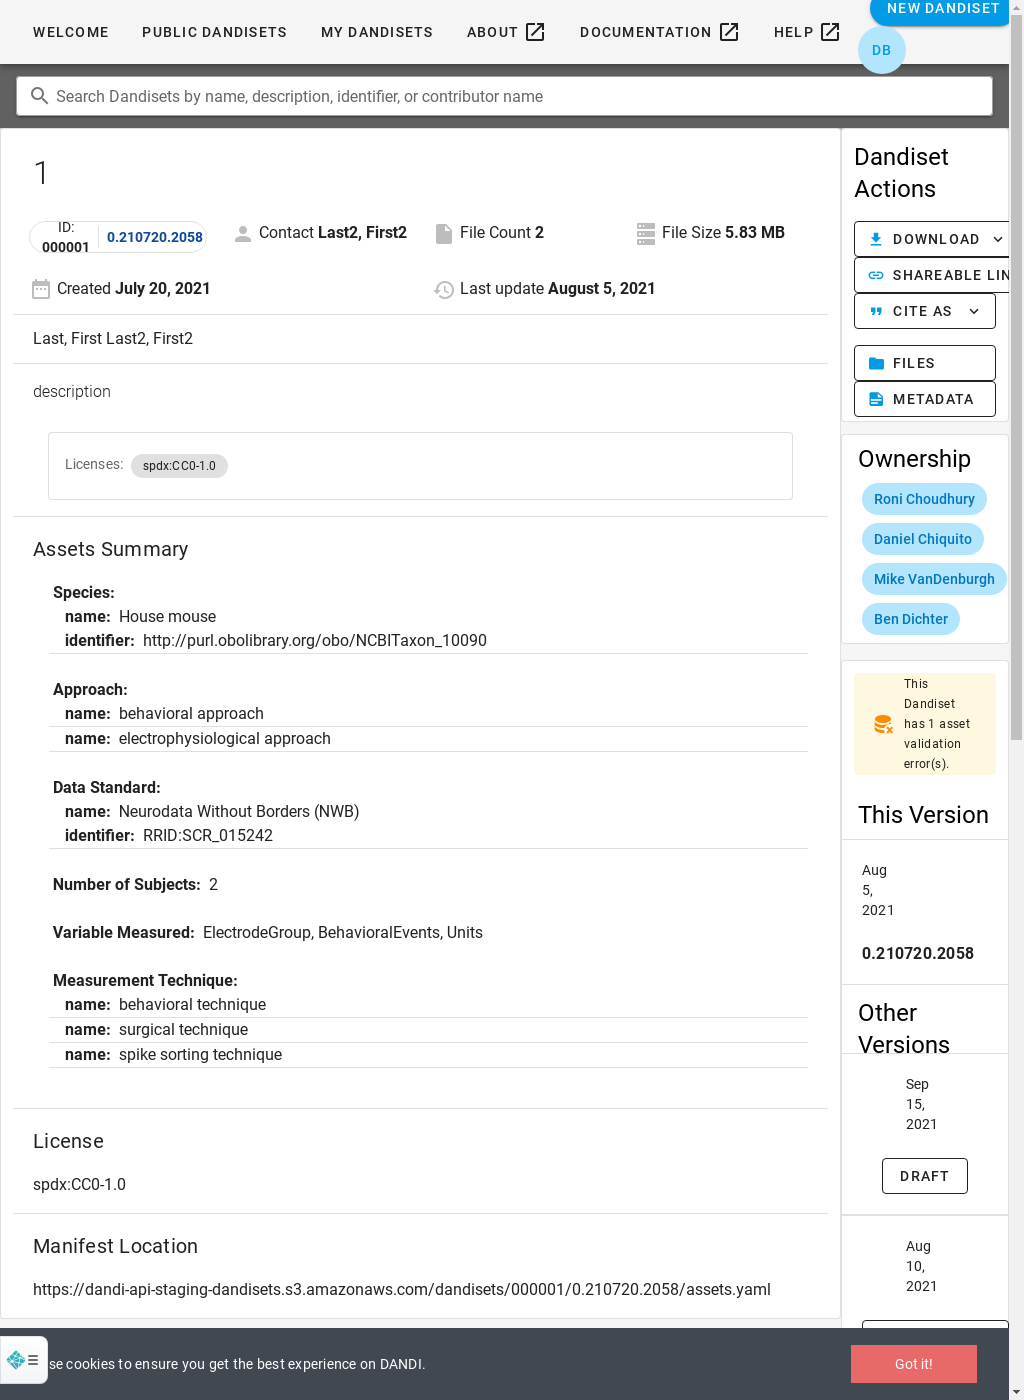 WELCOME PUBLIC DANDISETS MY DANDISETS ABOUT DOCUMENTATION HELP NEW DANDISET
DB
Search Dandisets by name, description, identifier, or contributor name
1
ID: 000001 0.210720.2058 Contact Last2, First2 File Count 2 File Size 5.83 MB
Created July 20, 2021 Last update August 5, 2021
Last, First Last2, First2
description
Licenses: spdx:CC0-1.0
Assets Summary
Species:
name: House mouse
identifier: http://purl.obolibrary.org/obo/NCBITaxon_10090
Approach:
name: behavioral approach
name: electrophysiological approach
Data Standard:
name: Neurodata Without Borders (NWB)
identifier: RRID:SCR_015242
Number of Subjects: 2
Variable Measured: ElectrodeGroup, BehavioralEvents, Units
Measurement Technique:
name: behavioral technique
name: surgical technique
name: spike sorting technique
License
spdx:CC0-1.0
Manifest Location
https://dandi-api-staging-dandisets.s3.amazonaws.com/dandisets/000001/0.210720.2058/assets.yaml
Dandiset
Actions
DOWNLOAD
SHAREABLE LIN
CITE AS
FILES
METADATA
Ownership
Roni Choudhury
Daniel Chiquito
Mike VanDenburgh
Ben Dichter
This
Dandiset
has 1 asset
validation
error(s).
This Version
Aug
5,
2021
0.210720.2058
Other
Versions
Sep
15,
2021
DRAFT
Aug
10,
2021
se cookies to ensure you get the best experience on DANDI.
Got it!